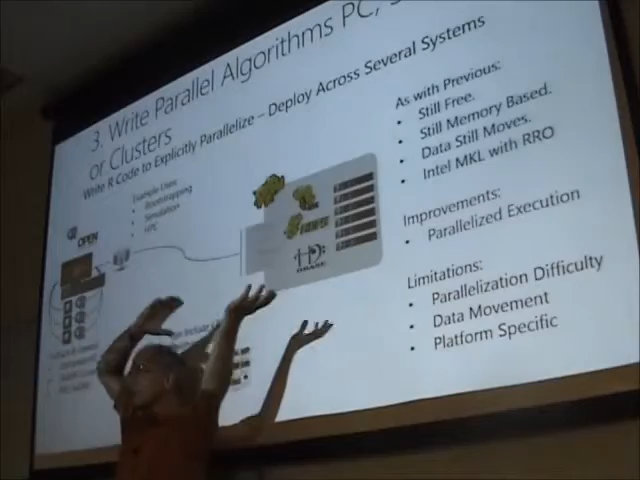 3. Write Parallel Algorithms PC,
or Clusters
Write R Code to Explicitly Parallelize – Deploy Across Several Systems
Example Uses
Bootstrapping
Simulation
HPC
OPEN
As with Previous:
• Still Free.
• Still Memory Based.
• Data Still Moves.
• Intel MKL with RRO
Improvements:
• Parallelized Execution
Limitations:
• Parallelization Difficulty
• Data Movement
• Platform Specific